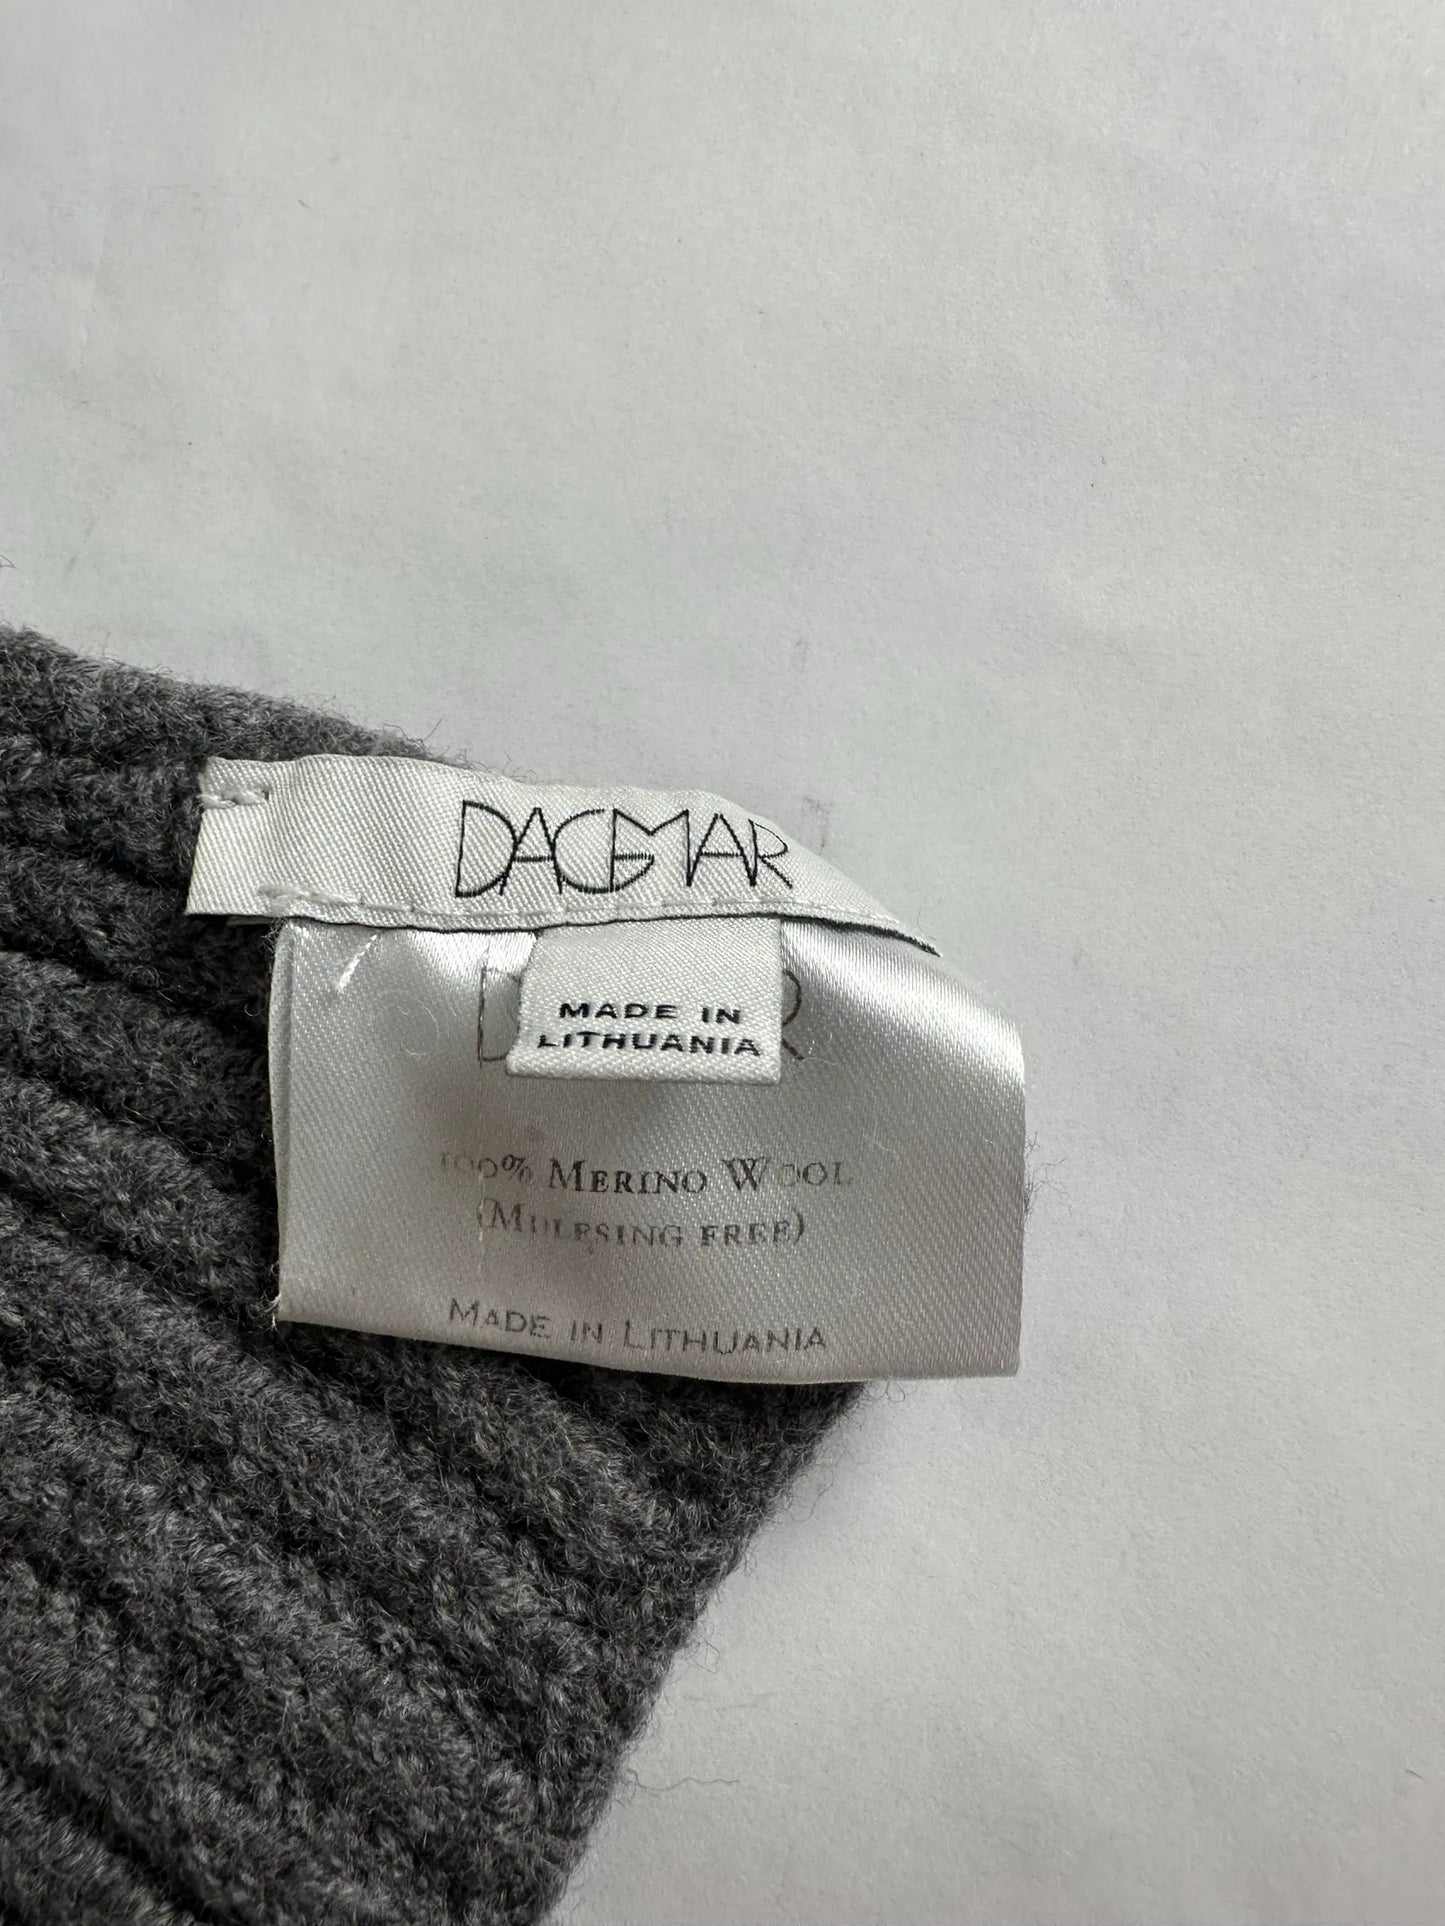 DAGMAR
MADE IN
LITHUANIA
D R
100% MERINO WOOL
(MULESING FREE)
MADE IN LITHUANIA